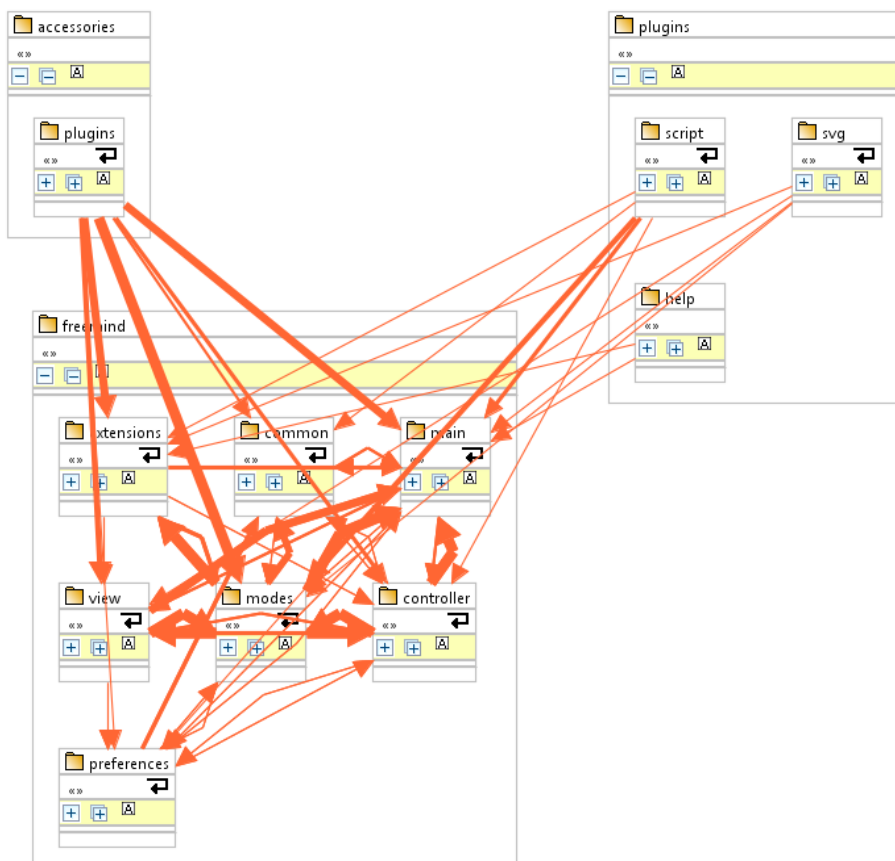 accessories
«»
A
plugins
«»
A
plugins
«»
A
script
«»
A
svg
«»
A
help
«»
A
freemind
«»
A
extensions
«»
A
common
«»
A
main
«»
A
view
«»
A
modes
«»
A
controller
«»
A
preferences
«»
A